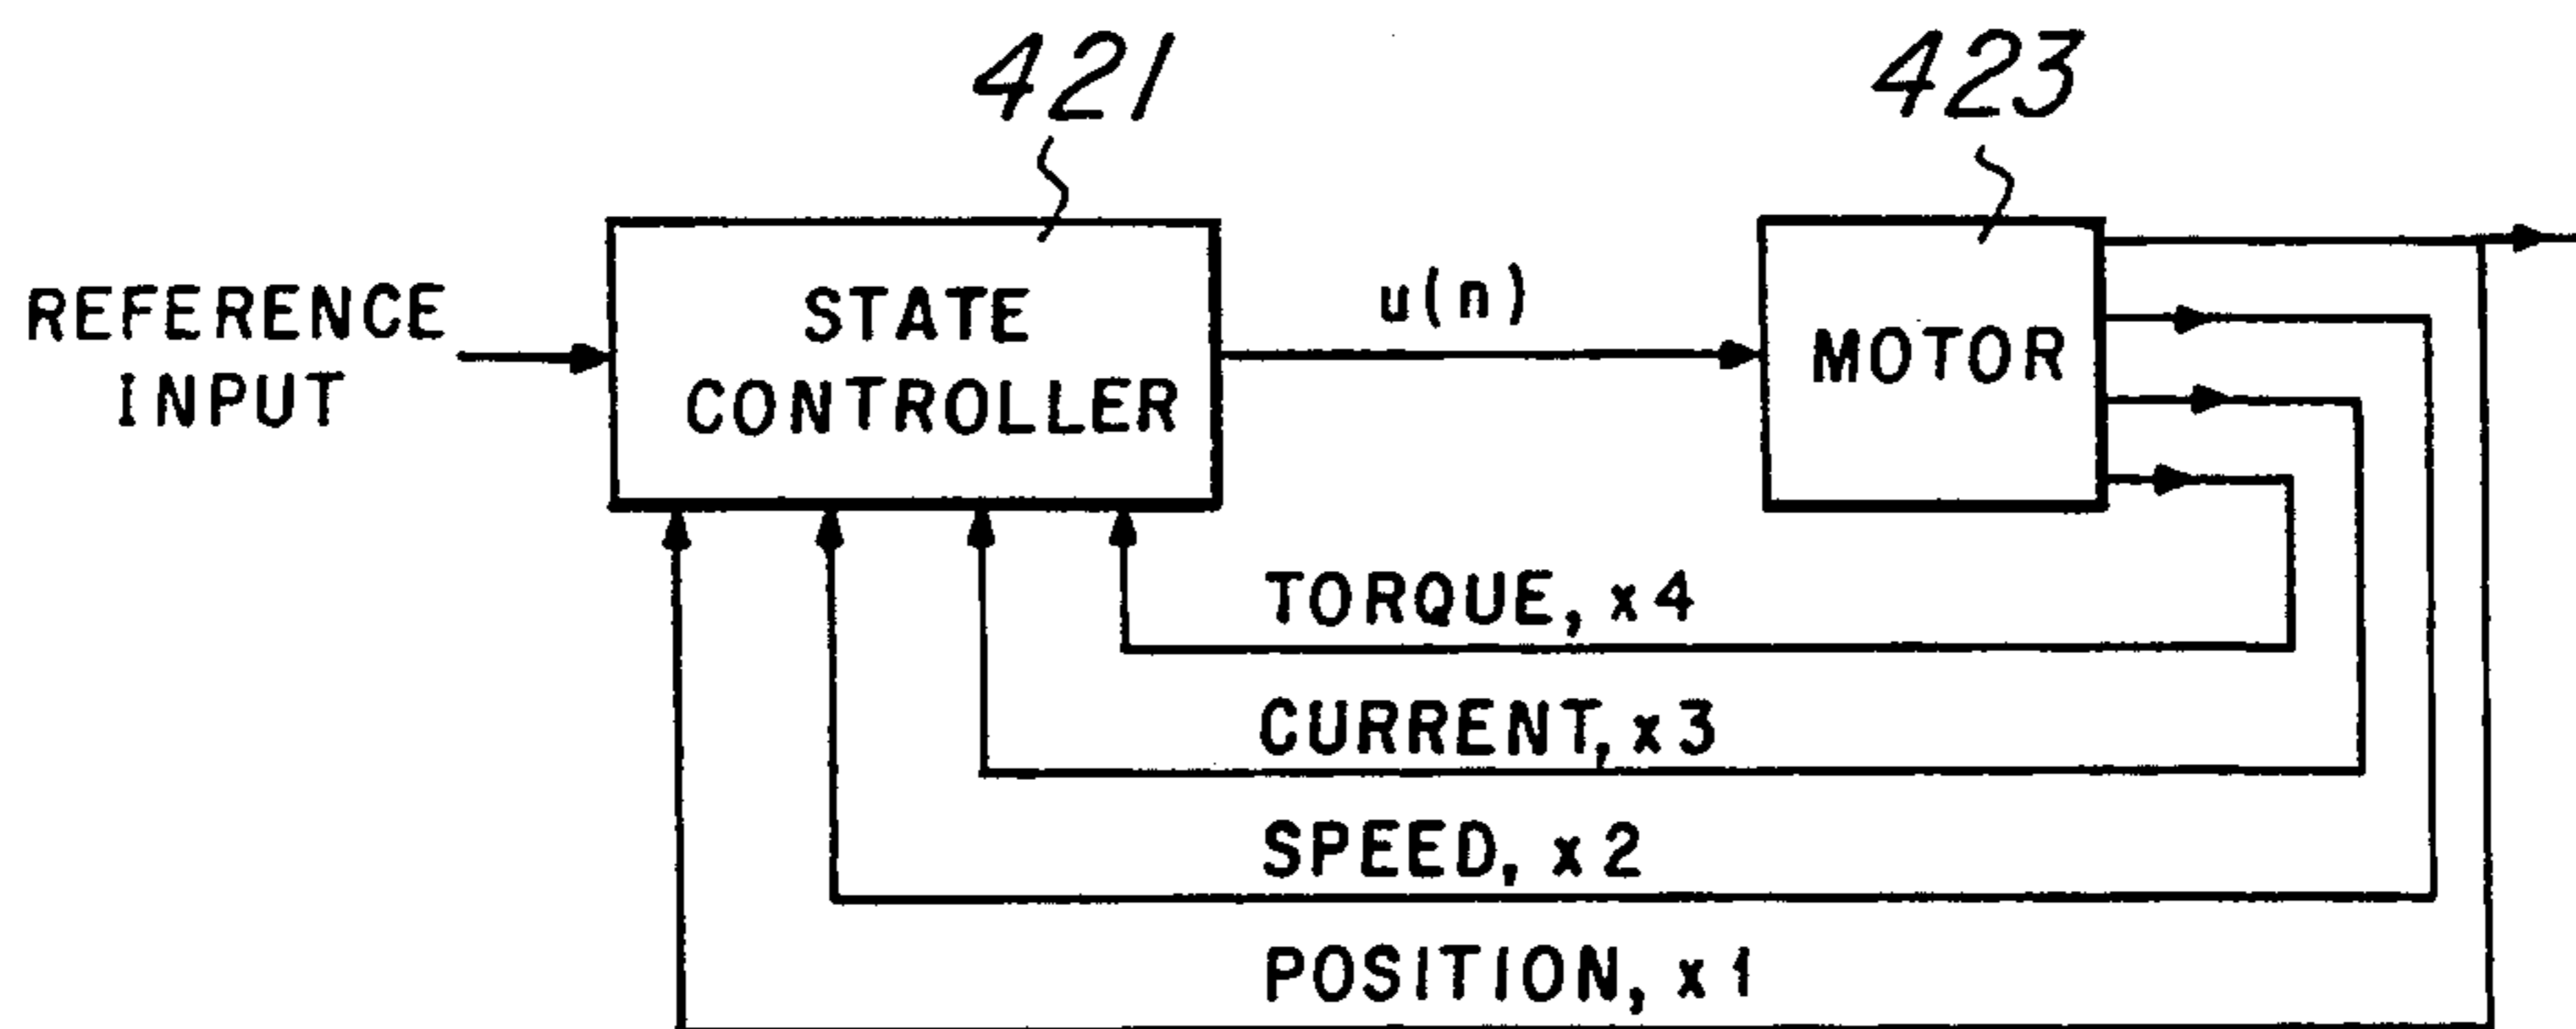 421
423
REFERENCE
INPUT
STATE
CONTROLLER
u(n)
MOTOR
TORQUE, x4
CURRENT, x3
SPEED, x2
POSITION, x1